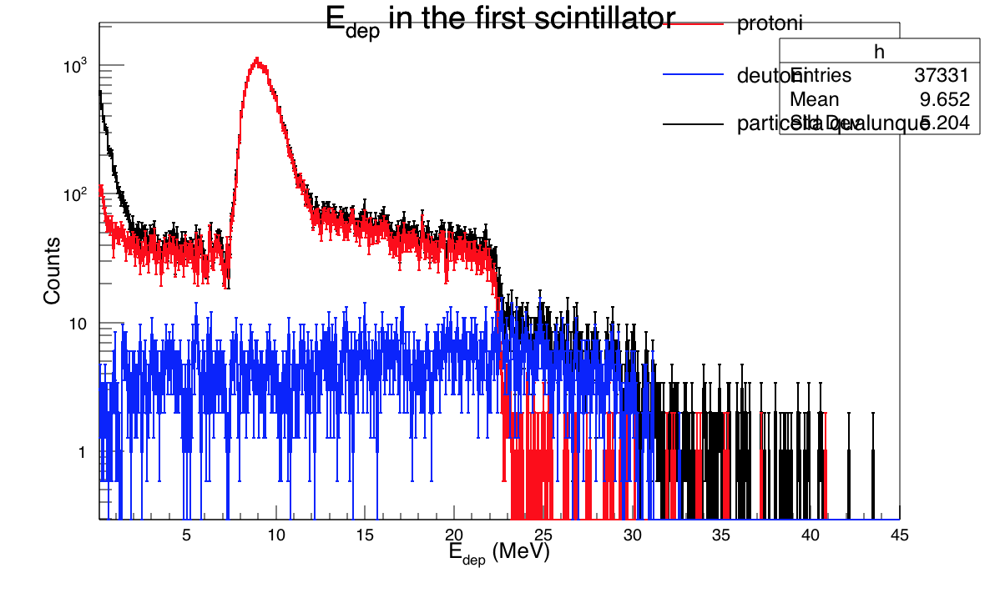 E_dep in the first scintillator
protoni
deutoni
particella qualunque
h
Entries 37331
Mean 9.652
Std Dev 5.204
10³
10²
10
1
Counts
5 10 15 20 25 30 35 40 45
E_dep (MeV)